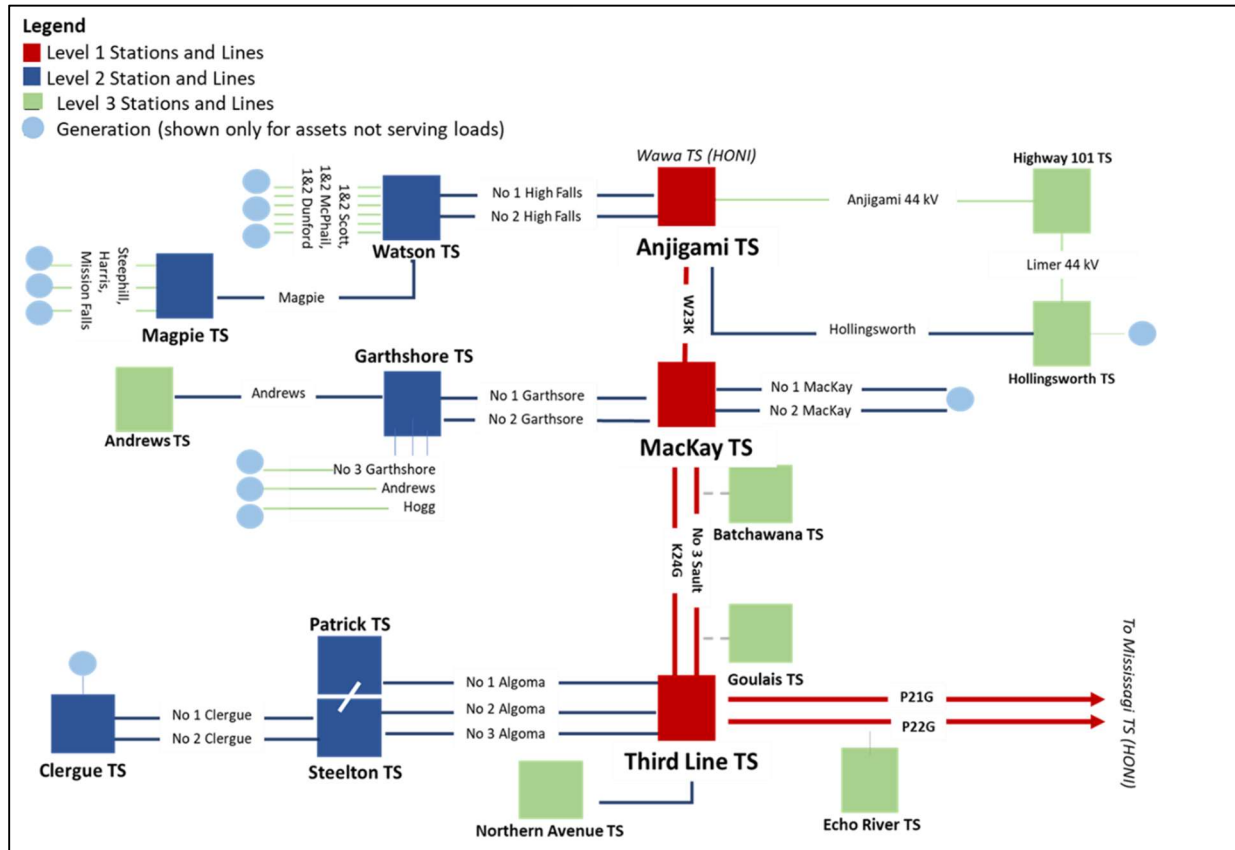 Legend
Level 1 Stations and Lines
Level 2 Station and Lines
Level 3 Stations and Lines
Generation (shown only for assets not serving loads)
Wawa TS (HONI)
Highway 101 TS
1&2 Scott,
1&2 McPhail,
1&2 Dunford
No 1 High Falls
No 2 High Falls
Anjigami 44 kV
Watson TS
Anjigami TS
Limer 44 kV
Steephill,
Harris,
Mission Falls
Magpie
W23K
Hollingsworth
Magpie TS
Garthshore TS
Hollingsworth TS
Andrews
No 1 Garthsore
No 2 Garthsore
No 1 MacKay
No 2 MacKay
Andrews TS
MacKay TS
No 3 Garthshore
Andrews
Hogg
K24G
No 3 Sault
Batchawana TS
Patrick TS
Goulais TS
To Mississagi TS (HONI)
No 1 Algoma
No 2 Algoma
No 3 Algoma
P21G
P22G
No 1 Clergue
No 2 Clergue
Clergue TS
Steelton TS
Third Line TS
Northern Avenue TS
Echo River TS